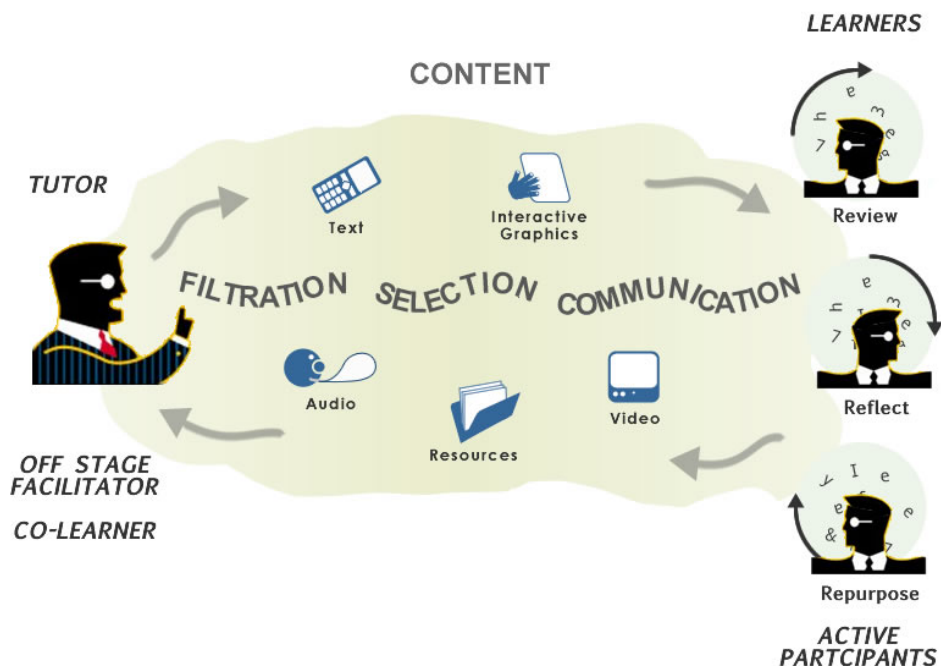 LEARNERS
CONTENT
TUTOR
Text
Interactive
Graphics
Review
FILTRATION SELECTION COMMUNICATION
Audio
Resources
Video
Reflect
OFF STAGE
FACILITATOR
CO-LEARNER
Repurpose
ACTIVE
PARTCIPANTS